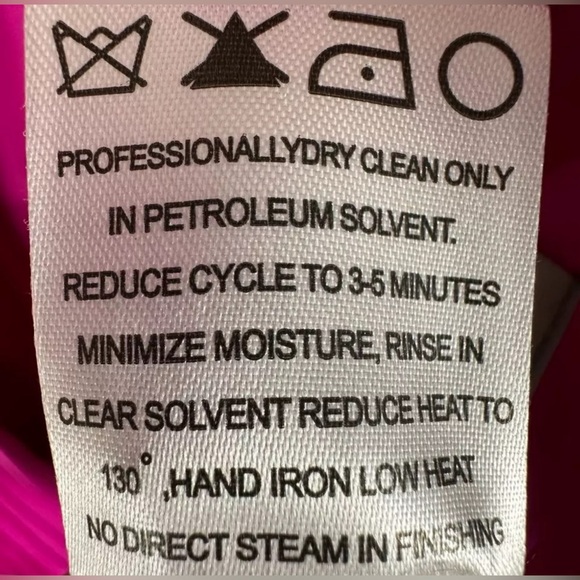 PROFESSIONALLYDRY CLEAN ONLY
IN PETROLEUM SOLVENT.
REDUCE CYCLE TO 3-5 MINUTES
MINIMIZE MOISTURE, RINSE IN
CLEAR SOLVENT REDUCE HEAT TO
130° ,HAND IRON LOW HEAT
NO DIRECT STEAM IN FINISHING